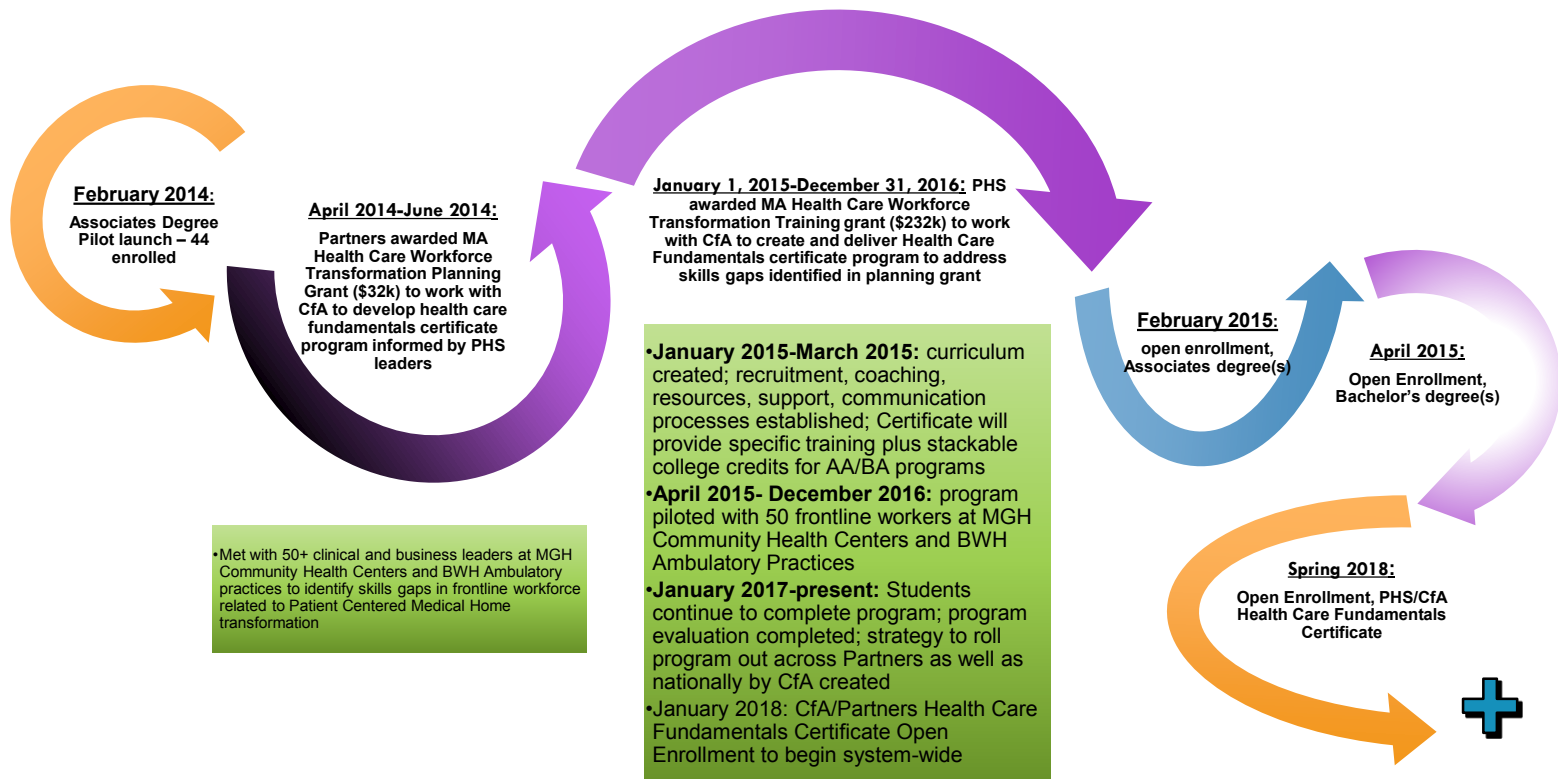 February 2014:
Associates Degree
Pilot launch – 44
enrolled
April 2014-June 2014:
Partners awarded MA
Health Care Workforce
Transformation Planning
Grant ($32k) to work with
CfA to develop health care
fundamentals certificate
program informed by PHS
leaders
•Met with 50+ clinical and business leaders at MGH
Community Health Centers and BWH Ambulatory
practices to identify skills gaps in frontline workforce
related to Patient Centered Medical Home
transformation
January 1, 2015-December 31, 2016: PHS
awarded MA Health Care Workforce
Transformation Training grant ($232k) to work
with CfA to create and deliver Health Care
Fundamentals certificate program to address
skills gaps identified in planning grant
•January 2015-March 2015: curriculum
created; recruitment, coaching,
resources, support, communication
processes established; Certificate will
provide specific training plus stackable
college credits for AA/BA programs
•April 2015- December 2016: program
piloted with 50 frontline workers at MGH
Community Health Centers and BWH
Ambulatory Practices
•January 2017-present: Students
continue to complete program; program
evaluation completed; strategy to roll
program out across Partners as well as
nationally by CfA created
•January 2018: CfA/Partners Health Care
Fundamentals Certificate Open
Enrollment to begin system-wide
February 2015:
open enrollment,
Associates degree(s)
April 2015:
Open Enrollment,
Bachelor's degree(s)
Spring 2018:
Open Enrollment, PHS/CfA
Health Care Fundamentals
Certificate